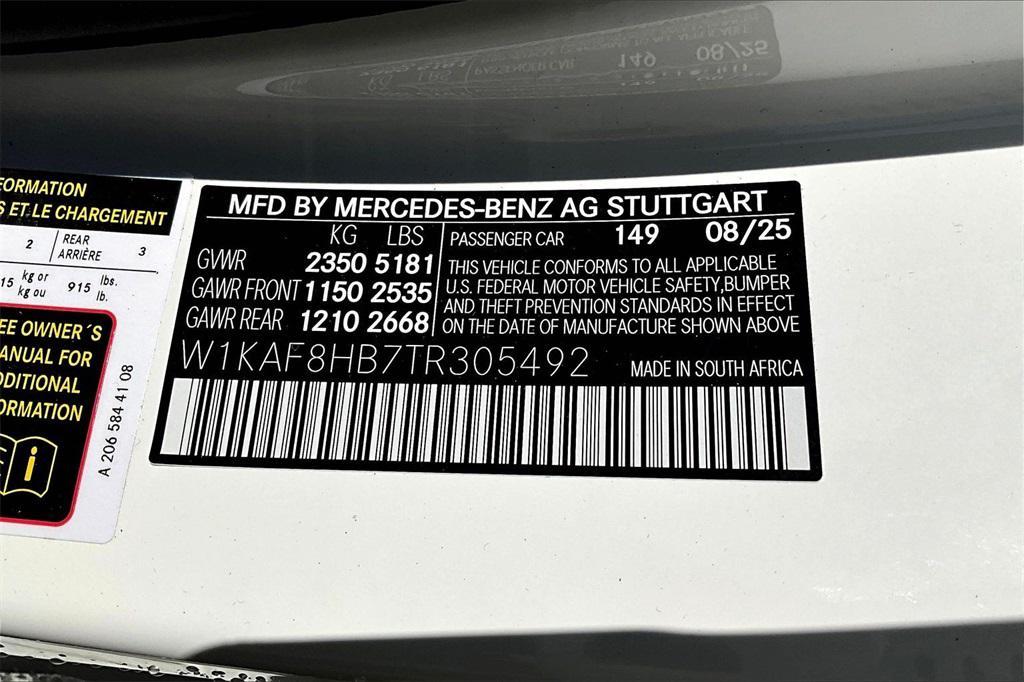 ORMATION
S ET LE CHARGEMENT
2 REAR ARRIÈRE 3
15 kg or kg ou 915 lbs. lb.
EE OWNER´S
ANUAL FOR
DDITIONAL
FORMATION
i
A 206 584 41 08
MFD BY MERCEDES-BENZ AG STUTTGART
KG LBS PASSENGER CAR 149 08/25
GVWR 2350 5181
GAWR FRONT 1150 2535
GAWR REAR 1210 2668
THIS VEHICLE CONFORMS TO ALL APPLICABLE
U.S. FEDERAL MOTOR VEHICLE SAFETY,BUMPER
AND THEFT PREVENTION STANDARDS IN EFFECT
ON THE DATE OF MANUFACTURE SHOWN ABOVE
W1KAF8HB7TR305492 MADE IN SOUTH AFRICA